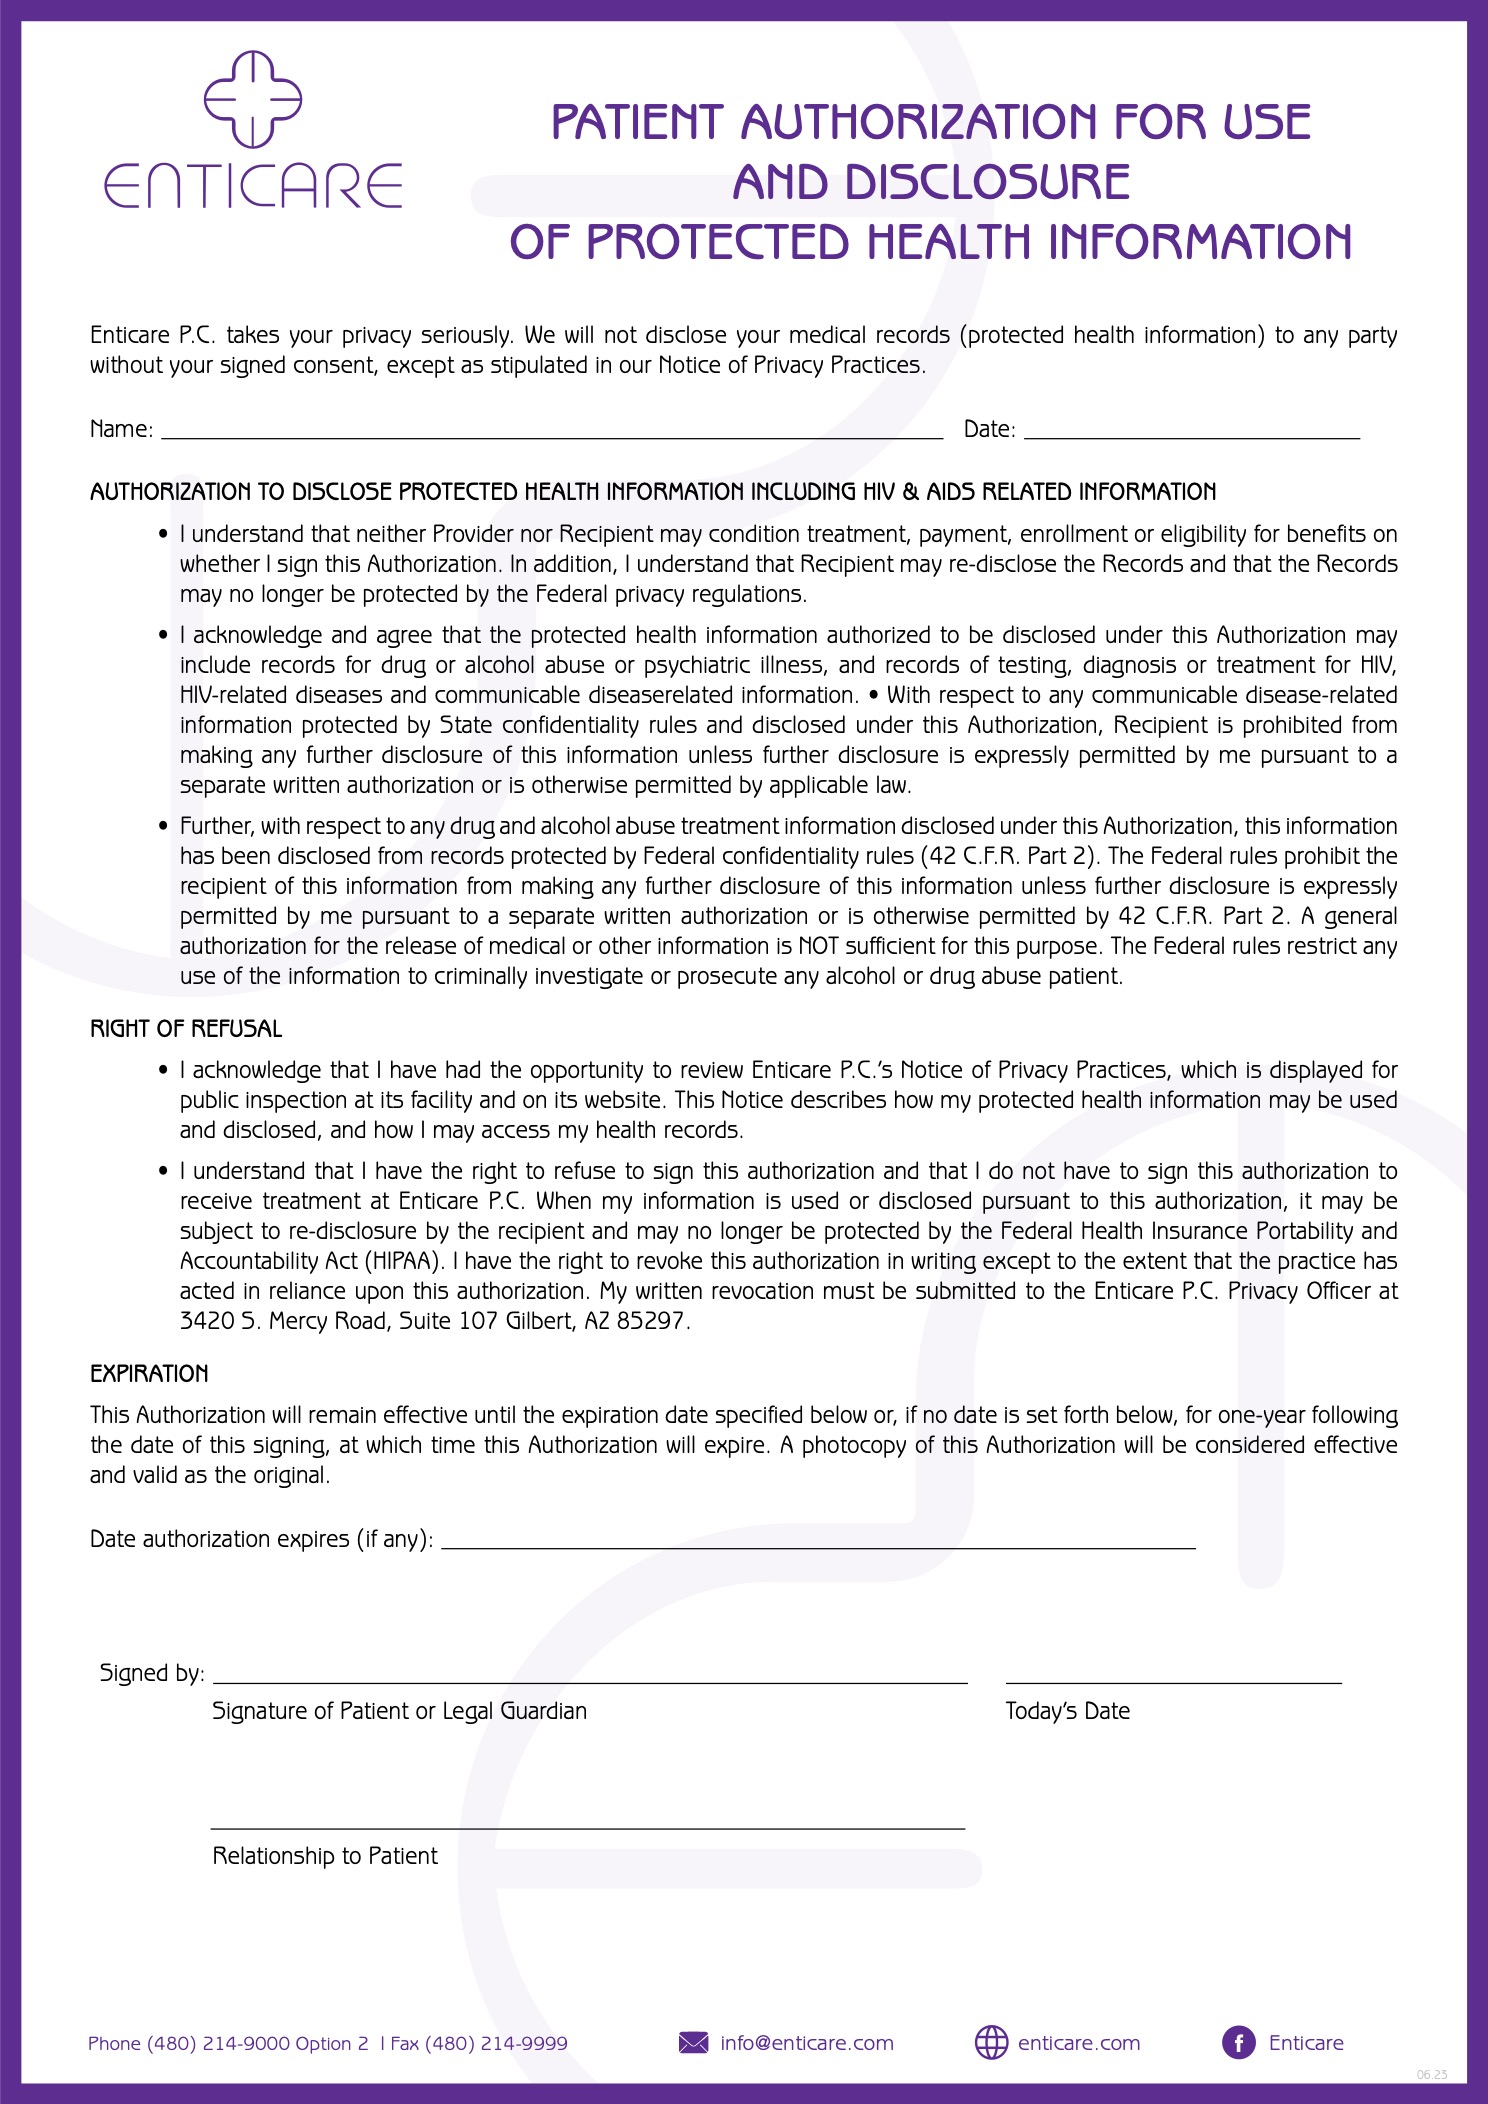 ENTICARE
PATIENT AUTHORIZATION FOR USE
AND DISCLOSURE
OF PROTECTED HEALTH INFORMATION
Enticare P.C. takes your privacy seriously. We will not disclose your medical records (protected health information) to any party
without your signed consent, except as stipulated in our Notice of Privacy Practices.
Name: Date:
AUTHORIZATION TO DISCLOSE PROTECTED HEALTH INFORMATION INCLUDING HIV & AIDS RELATED INFORMATION
• I understand that neither Provider nor Recipient may condition treatment, payment, enrollment or eligibility for benefits on
whether I sign this Authorization. In addition, I understand that Recipient may re-disclose the Records and that the Records
may no longer be protected by the Federal privacy regulations.
• I acknowledge and agree that the protected health information authorized to be disclosed under this Authorization may
include records for drug or alcohol abuse or psychiatric illness, and records of testing, diagnosis or treatment for HIV,
HIV-related diseases and communicable diseaserelated information. • With respect to any communicable disease-related
information protected by State confidentiality rules and disclosed under this Authorization, Recipient is prohibited from
making any further disclosure of this information unless further disclosure is expressly permitted by me pursuant to a
separate written authorization or is otherwise permitted by applicable law.
• Further, with respect to any drug and alcohol abuse treatment information disclosed under this Authorization, this information
has been disclosed from records protected by Federal confidentiality rules (42 C.F.R. Part 2). The Federal rules prohibit the
recipient of this information from making any further disclosure of this information unless further disclosure is expressly
permitted by me pursuant to a separate written authorization or is otherwise permitted by 42 C.F.R. Part 2. A general
authorization for the release of medical or other information is NOT sufficient for this purpose. The Federal rules restrict any
use of the information to criminally investigate or prosecute any alcohol or drug abuse patient.
RIGHT OF REFUSAL
• I acknowledge that I have had the opportunity to review Enticare P.C.’s Notice of Privacy Practices, which is displayed for
public inspection at its facility and on its website. This Notice describes how my protected health information may be used
and disclosed, and how I may access my health records.
• I understand that I have the right to refuse to sign this authorization and that I do not have to sign this authorization to
receive treatment at Enticare P.C. When my information is used or disclosed pursuant to this authorization, it may be
subject to re-disclosure by the recipient and may no longer be protected by the Federal Health Insurance Portability and
Accountability Act (HIPAA). I have the right to revoke this authorization in writing except to the extent that the practice has
acted in reliance upon this authorization. My written revocation must be submitted to the Enticare P.C. Privacy Officer at
3420 S. Mercy Road, Suite 107 Gilbert, AZ 85297.
EXPIRATION
This Authorization will remain effective until the expiration date specified below or, if no date is set forth below, for one-year following
the date of this signing, at which time this Authorization will expire. A photocopy of this Authorization will be considered effective
and valid as the original.
Date authorization expires (if any):
Signed by:
Signature of Patient or Legal Guardian Today’s Date
Relationship to Patient
Phone (480) 214-9000 Option 2 | Fax (480) 214-9999 info@enticare.com enticare.com Enticare
06.23